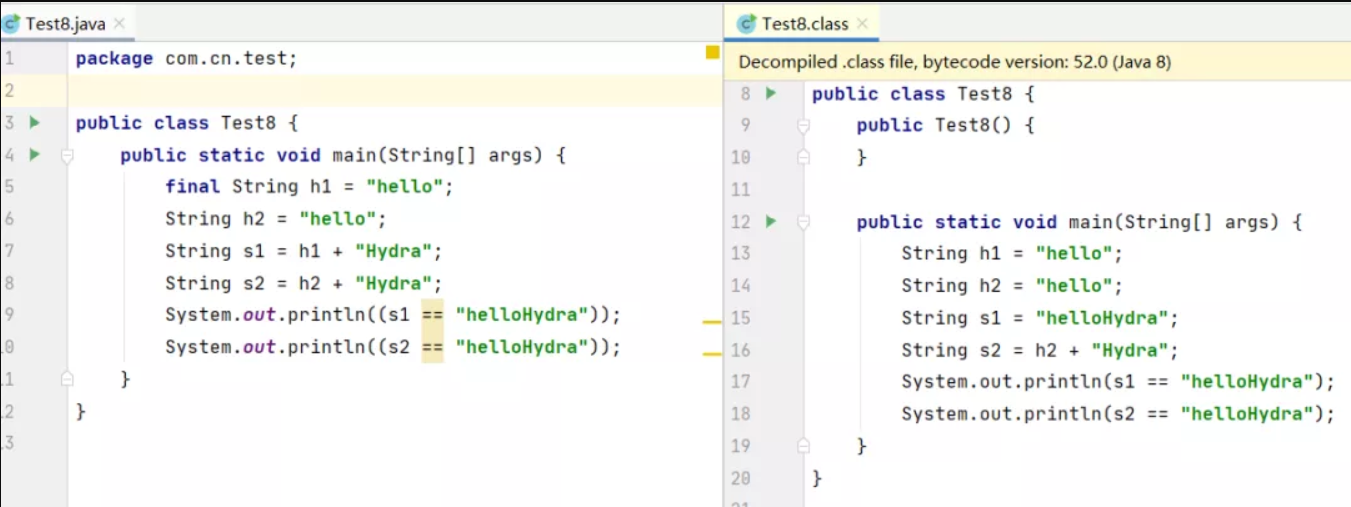 Test8.java
1 package com.cn.test;
2
3 public class Test8 {
4 public static void main(String[] args) {
5 final String h1 = "hello";
6 String h2 = "hello";
7 String s1 = h1 + "Hydra";
8 String s2 = h2 + "Hydra";
9 System.out.println((s1 == "helloHydra"));
0 System.out.println((s2 == "helloHydra"));
.1 }
.2 }
.3
Test8.class
Decompiled .class file, bytecode version: 52.0 (Java 8)
8 public class Test8 {
9 public Test8() {
10 }
11
12 public static void main(String[] args) {
13 String h1 = "hello";
14 String h2 = "hello";
15 String s1 = "helloHydra";
16 String s2 = h2 + "Hydra";
17 System.out.println(s1 == "helloHydra");
18 System.out.println(s2 == "helloHydra");
19 }
20 }